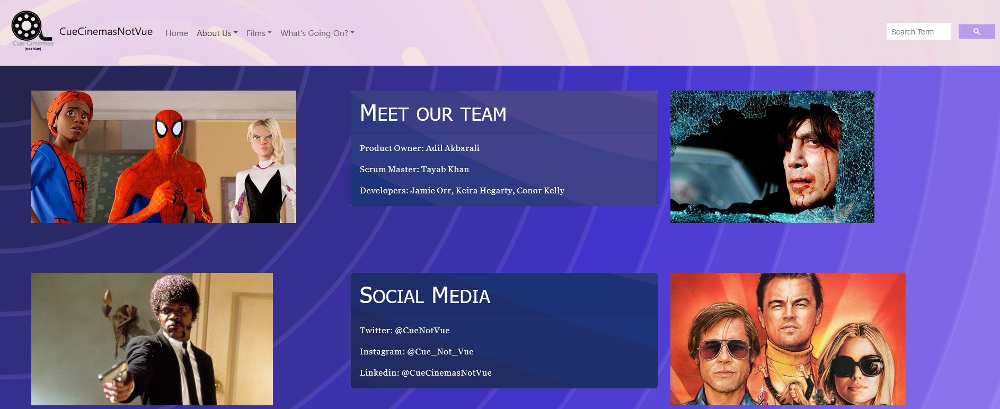 Cue Cinemas
(not Vue)
CueCinemasNotVue
Home
About Us
Films
What's Going On?
Search Term
Meet our team
Product Owner: Adil Akbarali
Scrum Master: Tayab Khan
Developers: Jamie Orr, Keira Hegarty, Conor Kelly
Social Media
Twitter: @CueNotVue
Instagram: @Cue_Not_Vue
Linkedin: @CueCinemasNotVue